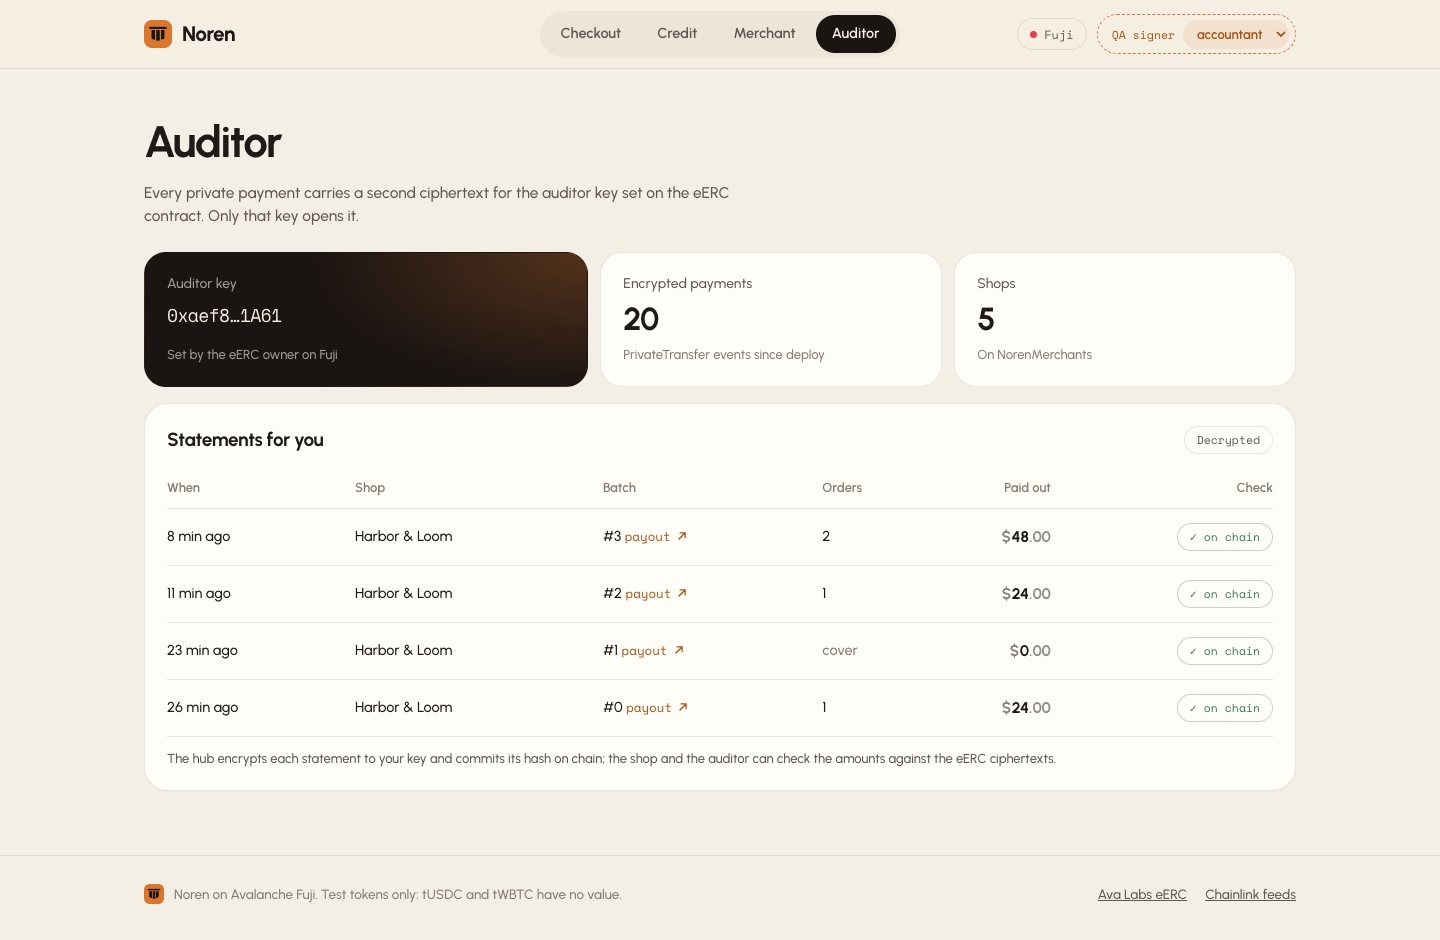 Noren
Checkout Credit Merchant Auditor
Fuji
QA signer accountant
Auditor
Every private payment carries a second ciphertext for the auditor key set on the eERC
contract. Only that key opens it.
Auditor key
0xaef8…1A61
Set by the eERC owner on Fuji
Encrypted payments
20
PrivateTransfer events since deploy
Shops
5
On NorenMerchants
Statements for you
Decrypted
When Shop Batch Orders Paid out Check
8 min ago Harbor & Loom #3 payout ↗ 2 $48.00 ✓ on chain
11 min ago Harbor & Loom #2 payout ↗ 1 $24.00 ✓ on chain
23 min ago Harbor & Loom #1 payout ↗ cover $0.00 ✓ on chain
26 min ago Harbor & Loom #0 payout ↗ 1 $24.00 ✓ on chain
The hub encrypts each statement to your key and commits its hash on chain; the shop and the auditor can check the amounts against the eERC ciphertexts.
Noren on Avalanche Fuji. Test tokens only: tUSDC and tWBTC have no value.
Ava Labs eERC Chainlink feeds